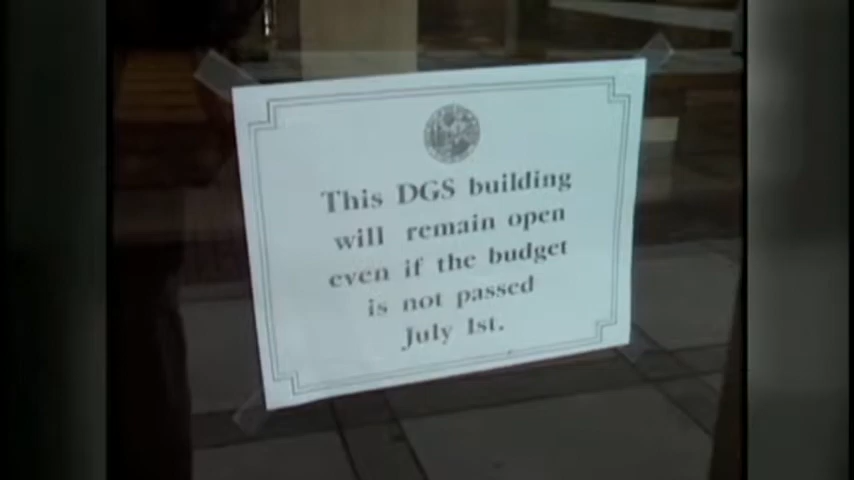 This DGS building
will remain open
even if the budget
is not passed
July 1st.